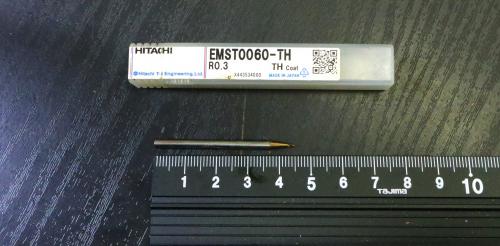 HITACHI EMST0060-TH
R0.3 TH Coat
Hitachi Tool Engineering, Ltd. X443534000 MADE IN JAPAN
1 2 3 4 5 6 7 8 9 10
TAJIMA